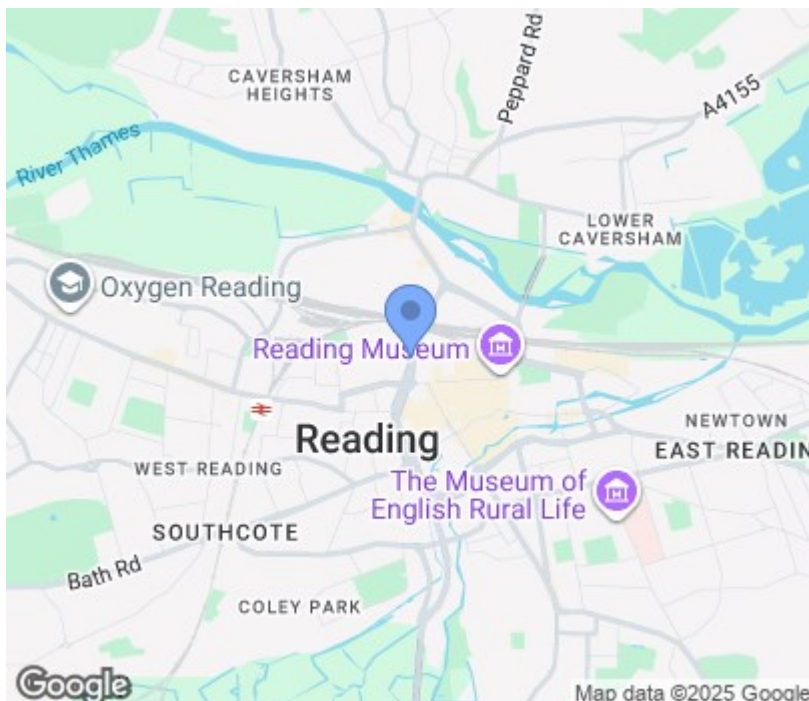 Peppard Rd
CAVERSHAM
HEIGHTS
A4155
River Thames
LOWER
CAVERSHAM
Oxygen Reading
Reading Museum
Reading
NEWTOWN
EAST READIN
WEST READING
The Museum of
English Rural Life
SOUTHCOTE
Bath Rd
COLEY PARK
Google
Map data ©2025 Google